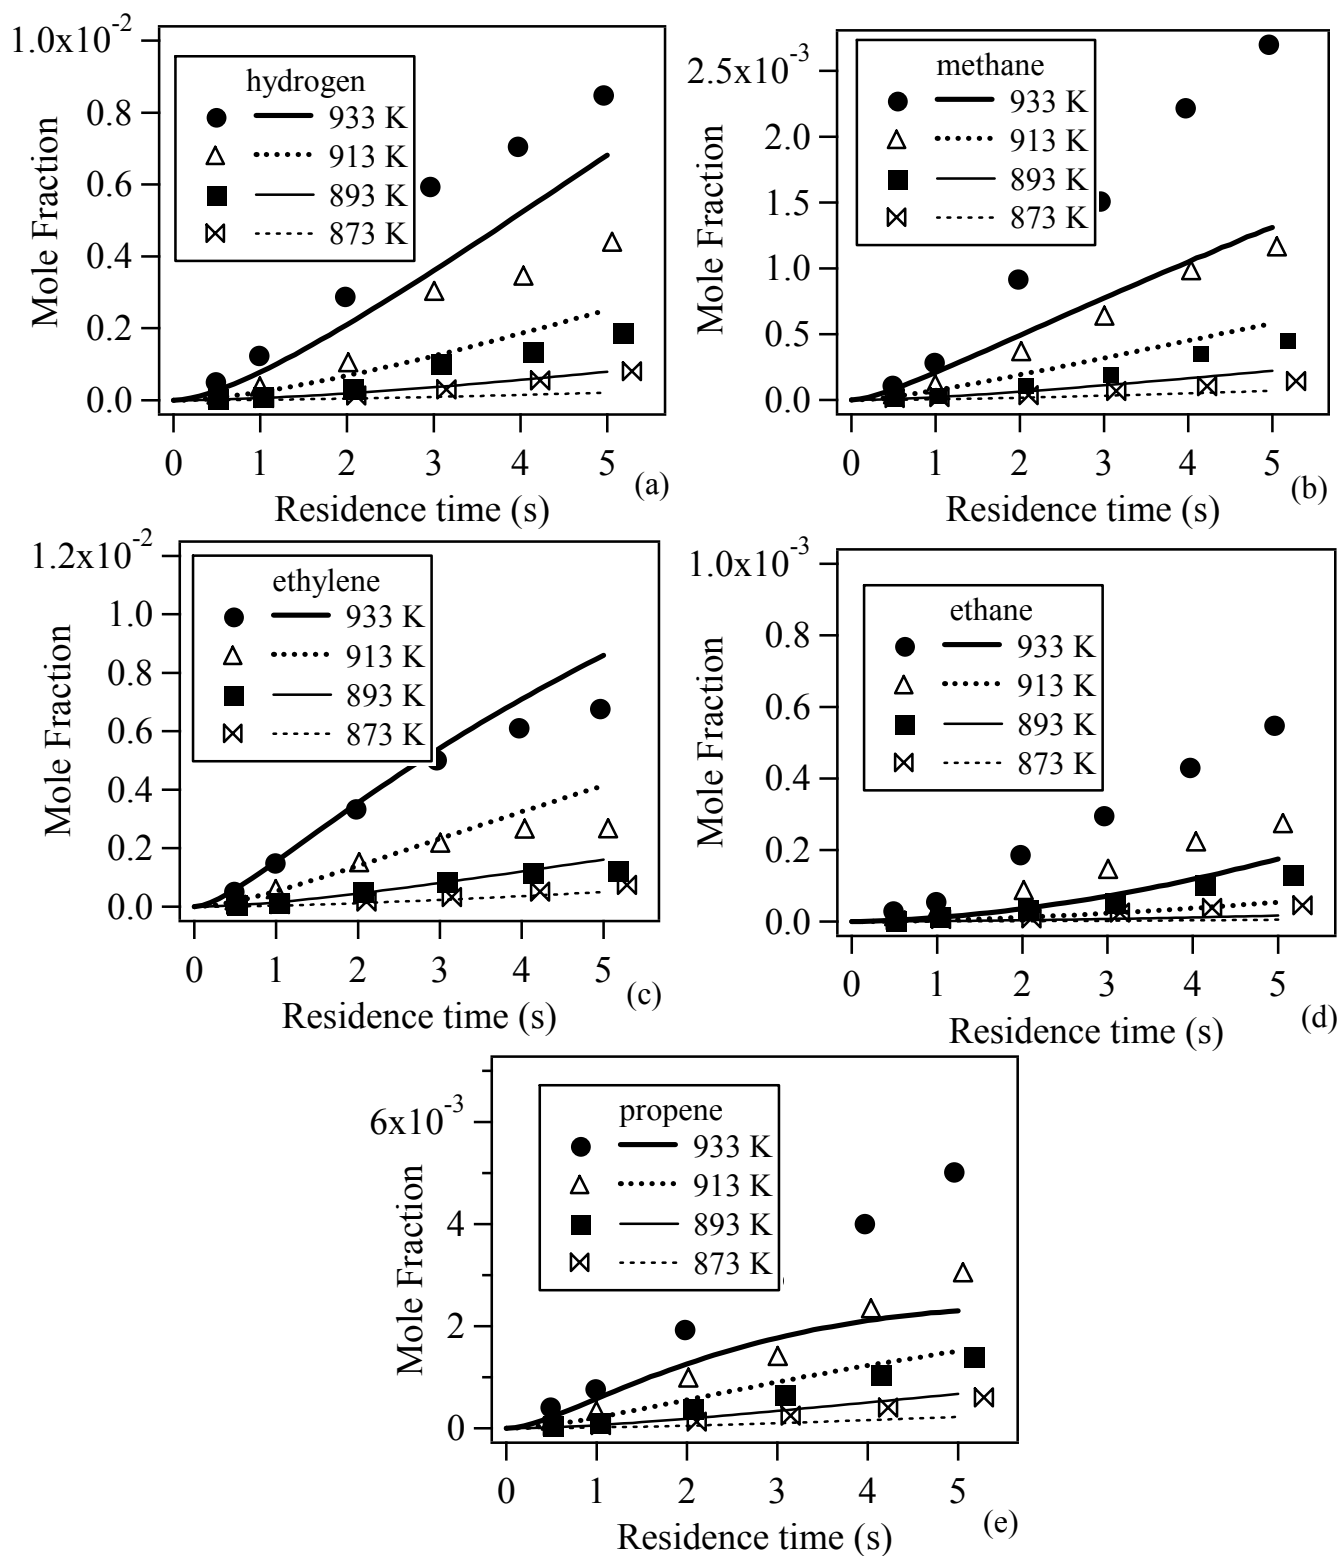 1.0x10-2
0.8
0.6
0.4
0.2
0.0
Mole Fraction
hydrogen
933 K
913 K
893 K
873 K
0 1 2 3 4 5
Residence time (s)
(a)
2.5x10-3
2.0
1.5
1.0
0.5
0.0
Mole Fraction
methane
933 K
913 K
893 K
873 K
0 1 2 3 4 5
Residence time (s)
(b)
1.2x10-2
1.0
0.8
0.6
0.4
0.2
0.0
Mole Fraction
ethylene
933 K
913 K
893 K
873 K
0 1 2 3 4 5
Residence time (s)
(c)
1.0x10-3
0.8
0.6
0.4
0.2
0.0
Mole Fraction
ethane
933 K
913 K
893 K
873 K
0 1 2 3 4 5
Residence time (s)
(d)
6x10-3
4
2
0
Mole Fraction
propene
933 K
913 K
893 K
873 K
0 1 2 3 4 5
Residence time (s)
(e)